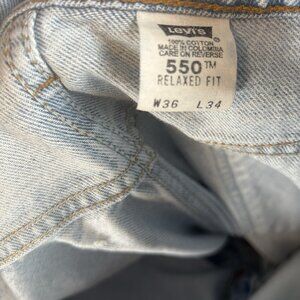 Levi's ®
100% COTTON
MADE IN COLOMBIA
CARE ON REVERSE
550™
RELAXED FIT
W36 L34